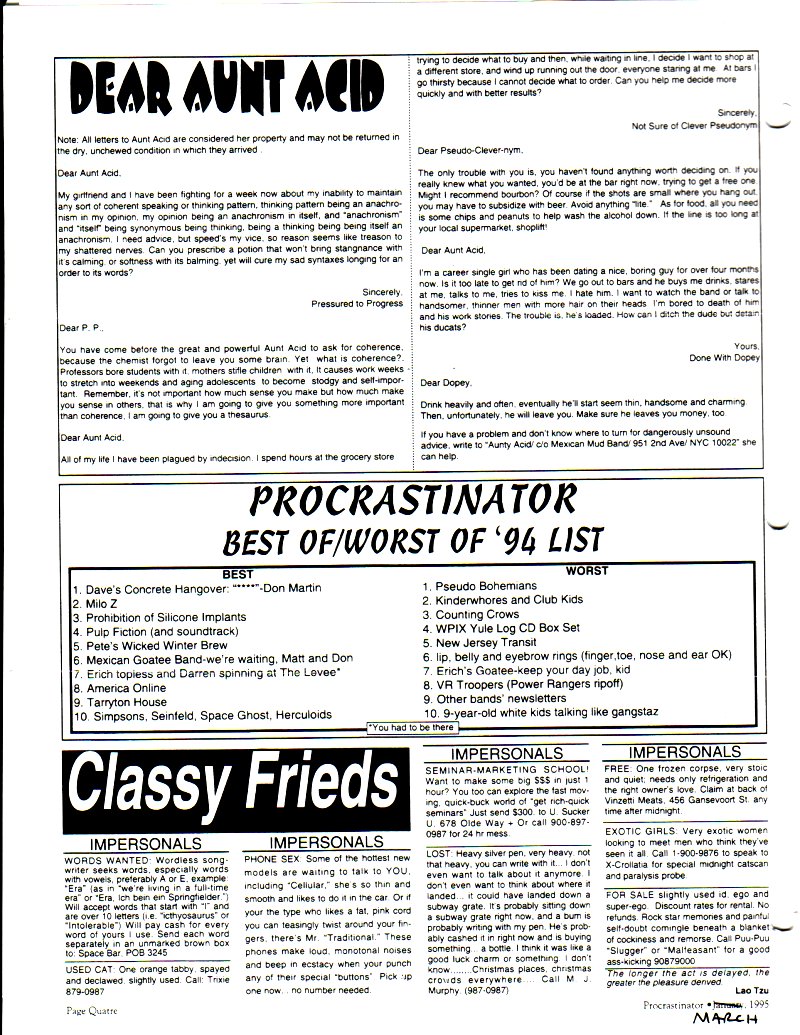 DEAR AUNT ACID
Note: All letters to Aunt Acid are considered her property and may not be returned in
the dry, unchewed condition in which they arrived .
Dear Aunt Acid,
My girlfriend and I have been fighting for a week now about my inability to maintain
any sort of coherent speaking or thinking pattern, thinking pattern being an anachro-
nism in my opinion, my opinion being an anachronism in itself, and "anachronism"
and "itself" being synonymous being thinking, being a thinking being being itself an
anachronism. I need advice, but speed's my vice, so reason seems like treason to
my shattered nerves. Can you prescribe a potion that won't bring stangnance with
it's calming, or softness with its balming, yet will cure my sad syntaxes longing for an
order to its words?
Sincerely,
Pressured to Progress
Dear P. P.,
You have come before the great and powerful Aunt Acid to ask for coherence,
because the chemist forgot to leave you some brain. Yet what is coherence?.
Professors bore students with it, mothers stifle children with it, It causes work weeks
to stretch into weekends and aging adolescents to become stodgy and self-impor-
tant. Remember, it's not important how much sense you make but how much make
you sense in others, that is why I am going to give you something more important
than coherence, I am going to give you a thesaurus.
Dear Aunt Acid,
All of my life I have been plagued by indecision. I spend hours at the grocery store
trying to decide what to buy and then, while waiting in line, I decide I want to shop at
a different store, and wind up running out the door, everyone staring at me. At bars I
go thirsty because I cannot decide what to order. Can you help me decide more
quickly and with better results?
Sincerely,
Not Sure of Clever Pseudonym
Dear Pseudo-Clever-nym,
The only trouble with you is, you haven't found anything worth deciding on. If you
really knew what you wanted, you'd be at the bar right now, trying to get a free one.
Might I recommend bourbon? Of course if the shots are small where you hang out,
you may have to subsidize with beer. Avoid anything "lite." As for food, all you need
is some chips and peanuts to help wash the alcohol down. If the line is too long at
your local supermarket, shoplift!
Dear Aunt Acid,
I'm a career single girl who has been dating a nice, boring guy for over four months
now. Is it too late to get rid of him? We go out to bars and he buys me drinks, stares
at me, talks to me, tries to kiss me. I hate him. I want to watch the band or talk to
handsomer, thinner men with more hair on their heads. I'm bored to death of him
and his work stories. The trouble is, he's loaded. How can I ditch the dude but detain
his ducats?
Yours,
Done With Dopey
Dear Dopey,
Drink heavily and often, eventually he'll start seem thin, handsome and charming.
Then, unfortunately, he will leave you. Make sure he leaves you money, too.
If you have a problem and don't know where to turn for dangerously unsound
advice, write to "Aunty Acid/ c/o Mexican Mud Band/ 951 2nd Ave/ NYC 10022" she
can help.
PROCRASTINATOR
BEST OF/WORST OF '94 LIST
BEST
1. Dave's Concrete Hangover: "****"-Don Martin
2. Milo Z
3. Prohibition of Silicone Implants
4. Pulp Fiction (and soundtrack)
5. Pete's Wicked Winter Brew
6. Mexican Goatee Band-we're waiting, Matt and Don
7. Erich topless and Darren spinning at The Levee*
8. America Online
9. Tarryton House
10. Simpsons, Seinfeld, Space Ghost, Herculoids
WORST
1. Pseudo Bohemians
2. Kinderwhores and Club Kids
3. Counting Crows
4. WPIX Yule Log CD Box Set
5. New Jersey Transit
6. lip, belly and eyebrow rings (finger,toe, nose and ear OK)
7. Erich's Goatee-keep your day job, kid
8. VR Troopers (Power Rangers ripoff)
9. Other bands' newsletters
10. 9-year-old white kids talking like gangstaz
*You had to be there
Classy Frieds
IMPERSONALS
WORDS WANTED: Wordless song-
writer seeks words, especially words
with vowels, preferably A or E, example:
"Era" (as in "we're living in a full-time
era" or "Era, Ich bein ein Springfielder.")
Will accept words that start with "I" and
are over 10 letters (i.e. "icthyosaurus" or
"Intolerable") Will pay cash for every
word of yours I use. Send each word
separately in an unmarked brown box
to: Space Bar, POB 3245
USED CAT: One orange tabby, spayed
and declawed, slightly used. Call: Trixie
879-0987
IMPERSONALS
PHONE SEX: Some of the hottest new
models are waiting to talk to YOU,
including "Cellular," she's so thin and
smooth and likes to do it in the car. Or if
your the type who likes a fat, pink cord
you can teasingly twist around your fin-
gers, there's Mr. "Traditional." These
phones make loud, monotonal noises
and beep in ecstacy when your punch
any of their special "buttons" Pick up
one now... no number needed.
IMPERSONALS
SEMINAR-MARKETING SCHOOL!
Want to make some big $$$ in just 1
hour? You too can explore the fast mov-
ing, quick-buck world of "get rich-quick
seminars" Just send $300. to U. Sucker
U. 678 Olde Way + Or call 900-897-
0987 for 24 hr mess.
LOST: Heavy silver pen, very heavy, not
that heavy, you can write with it... I don't
even want to talk about it anymore. I
don't even want to think about where it
landed... it could have landed down a
subway grate. It's probably sitting down
a subway grate right now, and a bum is
probably writing with my pen. He's prob-
ably cashed it in right now and is buying
something... a bottle. I think is was like a
good luck charm or something. I don't
know........Christmas places, christmas
crowds everywhere.... Call M. J.
Murphy. (987-0987)
IMPERSONALS
FREE: One frozen corpse, very stoic
and quiet; needs only refrigeration and
the right owner's love. Claim at back of
Vinzetti Meats, 456 Gansevoort St. any
time after midnight.
EXOTIC GIRLS: Very exotic women
looking to meet men who think they've
seen it all. Call 1-900-9876 to speak to
X-Crollatia for special midnight catscan
and paralysis probe.
FOR SALE slightly used id, ego and
super-ego. Discount rates for rental. No
refunds. Rock star memories and painful
self-doubt comingle beneath a blanket
of cockiness and remorse. Call Puu-Puu
"Slugger" or "Malfeasant" for a good
ass-kicking 90879000
The longer the act is delayed, the
greater the pleasure derived.
Lao Tzu
Page Quatre
Procrastinator • January, 1995
MARCH